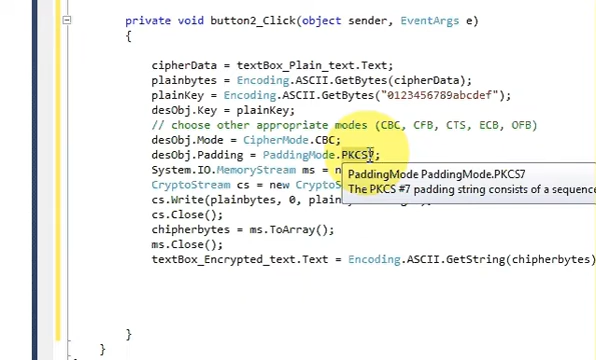 private void button2_Click(object sender, EventArgs e)
{
cipherData = textBox_Plain_text.Text;
plainbytes = Encoding.ASCII.GetBytes(cipherData);
plainKey = Encoding.ASCII.GetBytes("0123456789abcdef");
desObj.Key = plainKey;
// choose other appropriate modes (CBC, CFB, CTS, ECB, OFB)
desObj.Mode = CipherMode.CBC;
desObj.Padding = PaddingMode.PKCS7;
System.IO.MemoryStream ms = n
PaddingMode PaddingMode.PKCS7
CryptoStream cs = new CryptoS
The PKCS #7 padding string consists of a sequence
cs.Write(plainbytes, 0, plain
cs.Close();
chipherbytes = ms.ToArray();
ms.Close();
textBox_Encrypted_text.Text = Encoding.ASCII.GetString(chipherbytes)
}
}